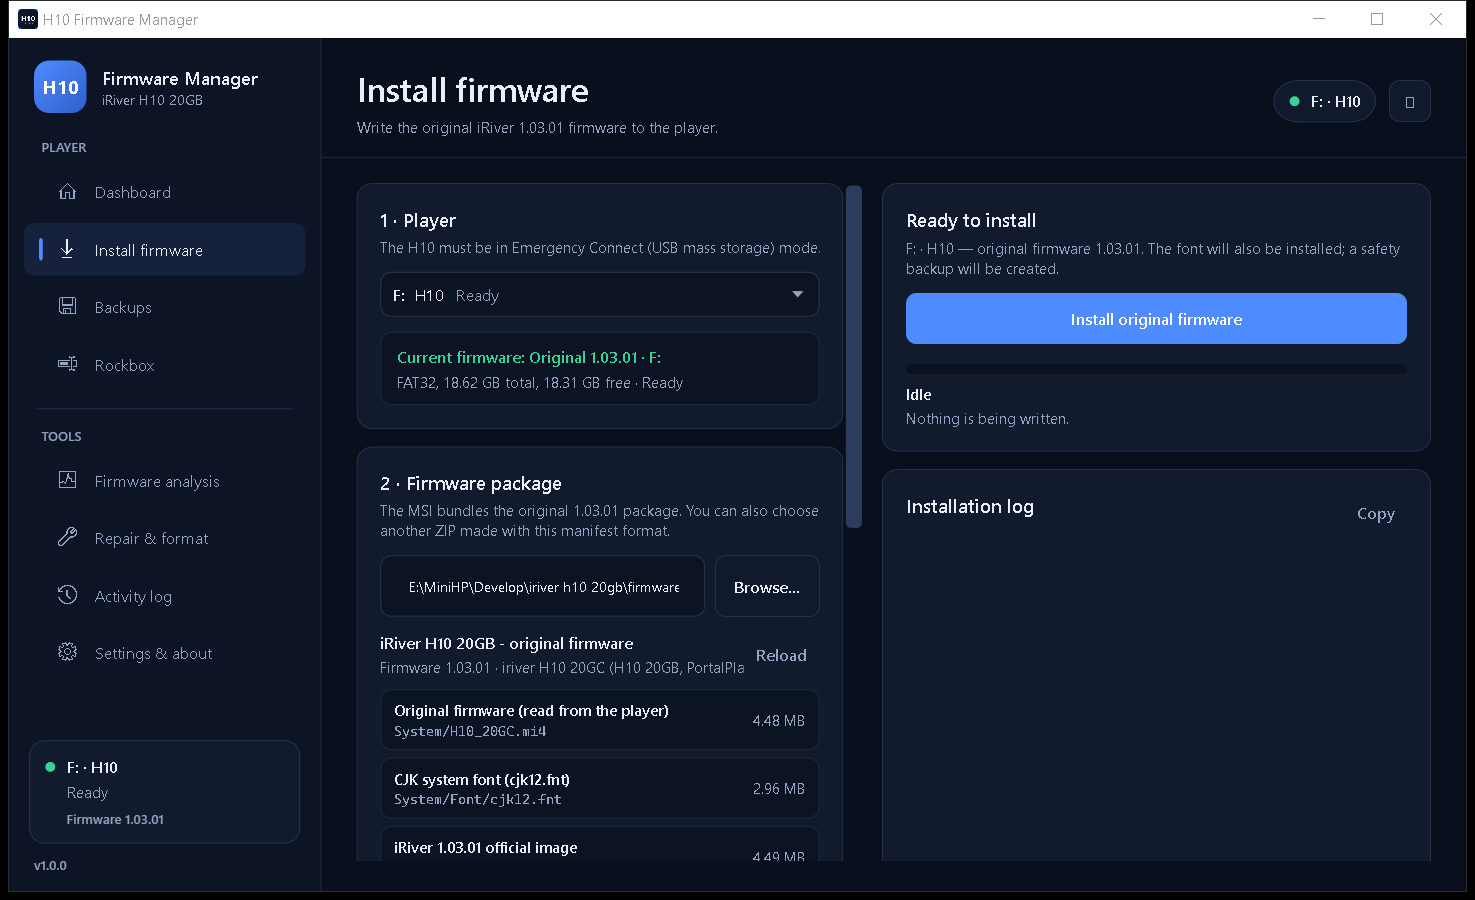 H10 H10 Firmware Manager
H10 Firmware Manager
iRiver H10 20GB
PLAYER
Dashboard
Install firmware
Backups
Rockbox
TOOLS
Firmware analysis
Repair & format
Activity log
Settings & about
F: · H10
Ready
Firmware 1.03.01
v1.0.0
Install firmware
Write the original iRiver 1.03.01 firmware to the player.
F: · H10
1 · Player
The H10 must be in Emergency Connect (USB mass storage) mode.
F: H10 Ready
Current firmware: Original 1.03.01 · F:
FAT32, 18.62 GB total, 18.31 GB free · Ready
2 · Firmware package
The MSI bundles the original 1.03.01 package. You can also choose
another ZIP made with this manifest format.
E:\MiniHP\Develop\iriver h10 20gb\firmware
Browse...
iRiver H10 20GB - original firmware
Firmware 1.03.01 · iriver H10 20GC (H10 20GB, PortalPla
Reload
Original firmware (read from the player)
System/H10_20GC.mi4
4.48 MB
CJK system font (cjk12.fnt)
System/Font/cjk12.fnt
2.96 MB
iRiver 1.03.01 official image
4.49 MB
Ready to install
F: · H10 — original firmware 1.03.01. The font will also be installed; a safety
backup will be created.
Install original firmware
Idle
Nothing is being written.
Installation log
Copy